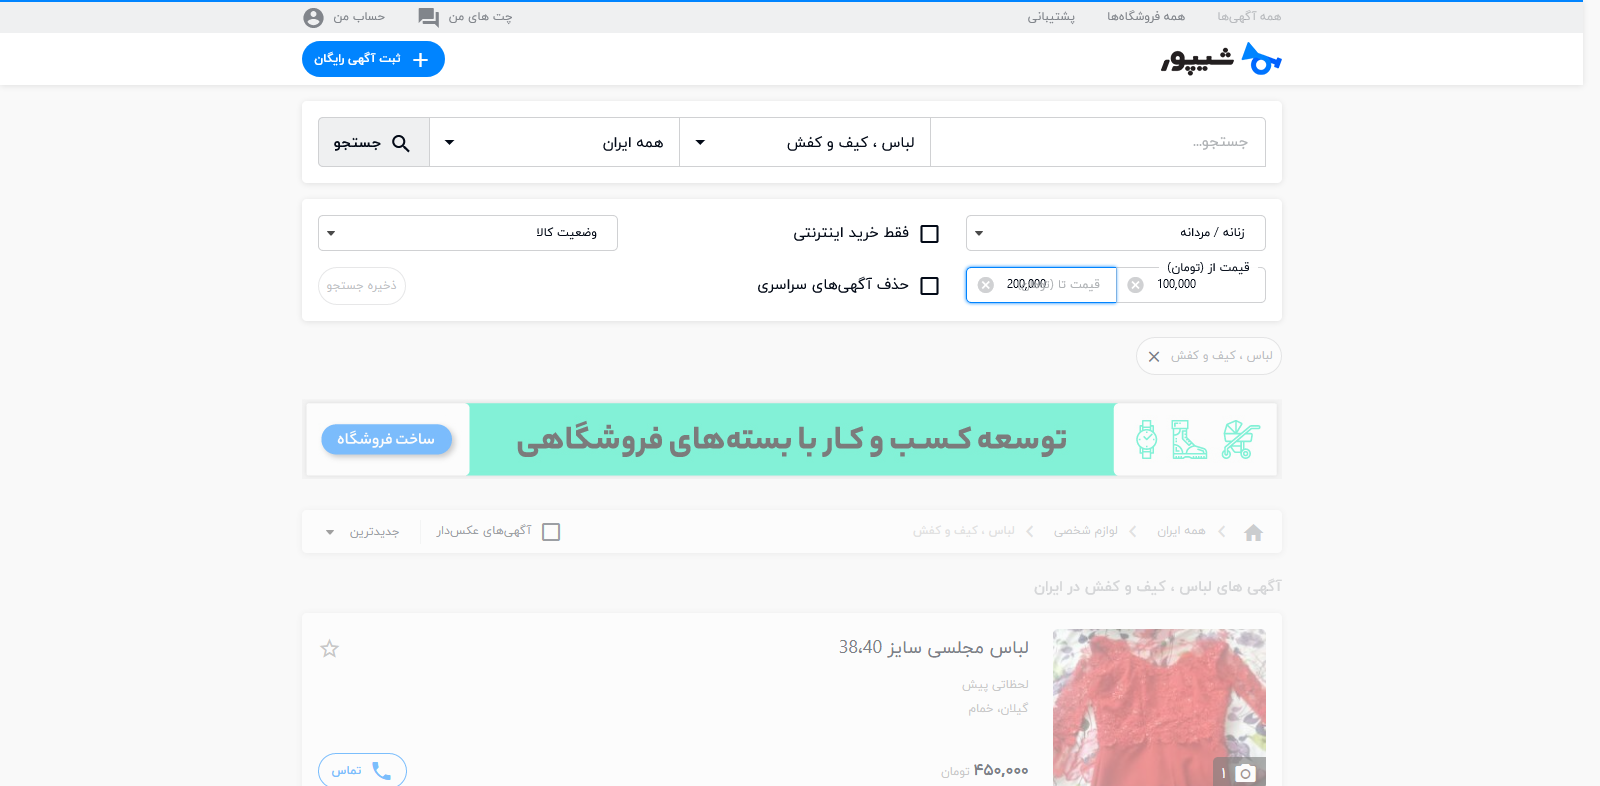 همه آگهی‌ها
همه فروشگاه‌ها
پشتیبانی
چت های من
حساب من
شیپور
ثبت آگهی رایگان
جستجو...
لباس ، کیف و کفش
همه ایران
جستجو
زنانه / مردانه
فقط خرید اینترنتی
وضعیت کالا
قیمت از (تومان)
100,000
قیمت تا (تومان)
200,000
حذف آگهی‌های سراسری
ذخیره جستجو
لباس ، کیف و کفش
توسعه کسب و کار با بسته‌های فروشگاهی
ساخت فروشگاه
همه ایران
لوازم شخصی
لباس ، کیف و کفش
آگهی‌های عکس‌دار
جدیدترین
آگهی های لباس ، کیف و کفش در ایران
لباس مجلسی سایز 38،40
لحظاتی پیش
گیلان، خمام
۴۵۰,۰۰۰ تومان
تماس
۱